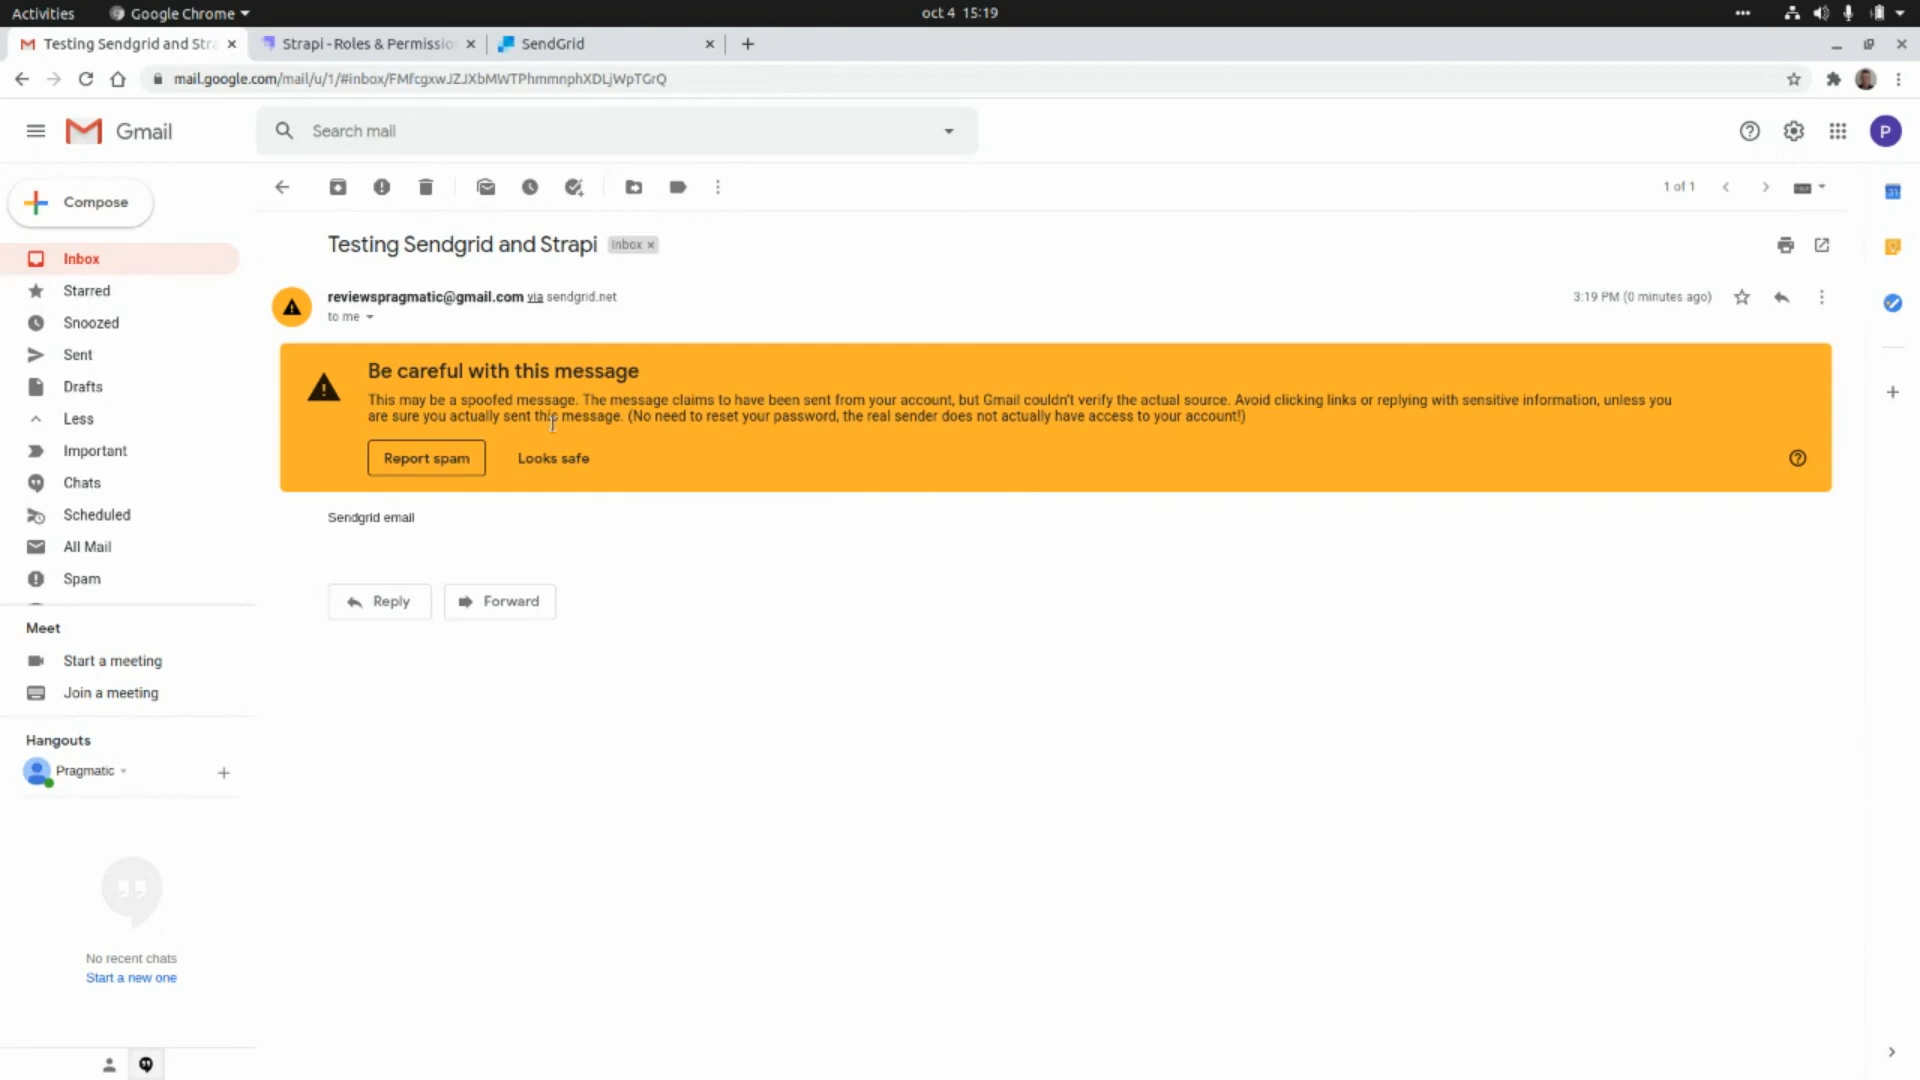 Activities
Google Chrome
oct 4 15:19
Testing Sendgrid and Stra
Strapi - Roles & Permissio
SendGrid
mail.google.com/mail/u/1/#inbox/FMfcgxwJZJXbMWTPhmmnphXDLjWpTGrQ
Gmail
Search mail
P
Compose
1 of 1
31
Inbox
Starred
Snoozed
Sent
Drafts
Less
Important
Chats
Scheduled
All Mail
Spam
Testing Sendgrid and Strapi
Inbox x
reviewspragmatic@gmail.com via sendgrid.net
3:19 PM (0 minutes ago)
to me
Be careful with this message
This may be a spoofed message. The message claims to have been sent from your account, but Gmail couldn't verify the actual source. Avoid clicking links or replying with sensitive information, unless you
are sure you actually sent this message. (No need to reset your password, the real sender does not actually have access to your account!)
Report spam
Looks safe
Sendgrid email
Reply
Forward
Meet
Start a meeting
Join a meeting
Hangouts
Pragmatic
No recent chats
Start a new one